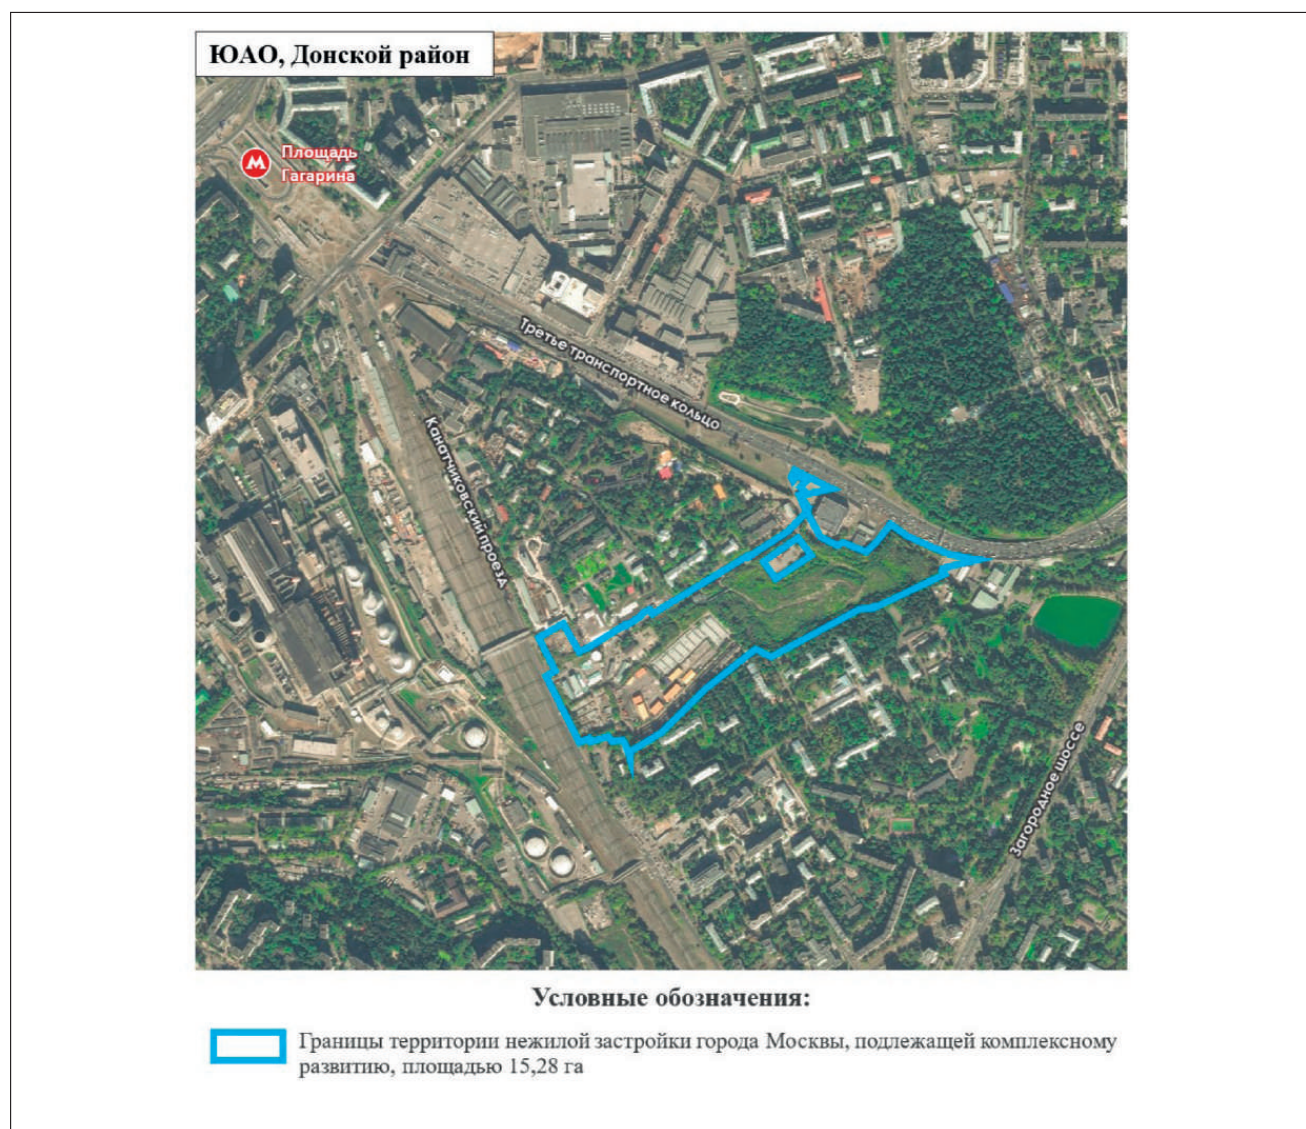 ЮАО, Донской район
М
Площадь
Гагарина
Третье транспортное кольцо
Канатчиковский проезд
Загородное шоссе
Условные обозначения:
Границы территории нежилой застройки города Москвы, подлежащей комплексному
развитию, площадью 15,28 га